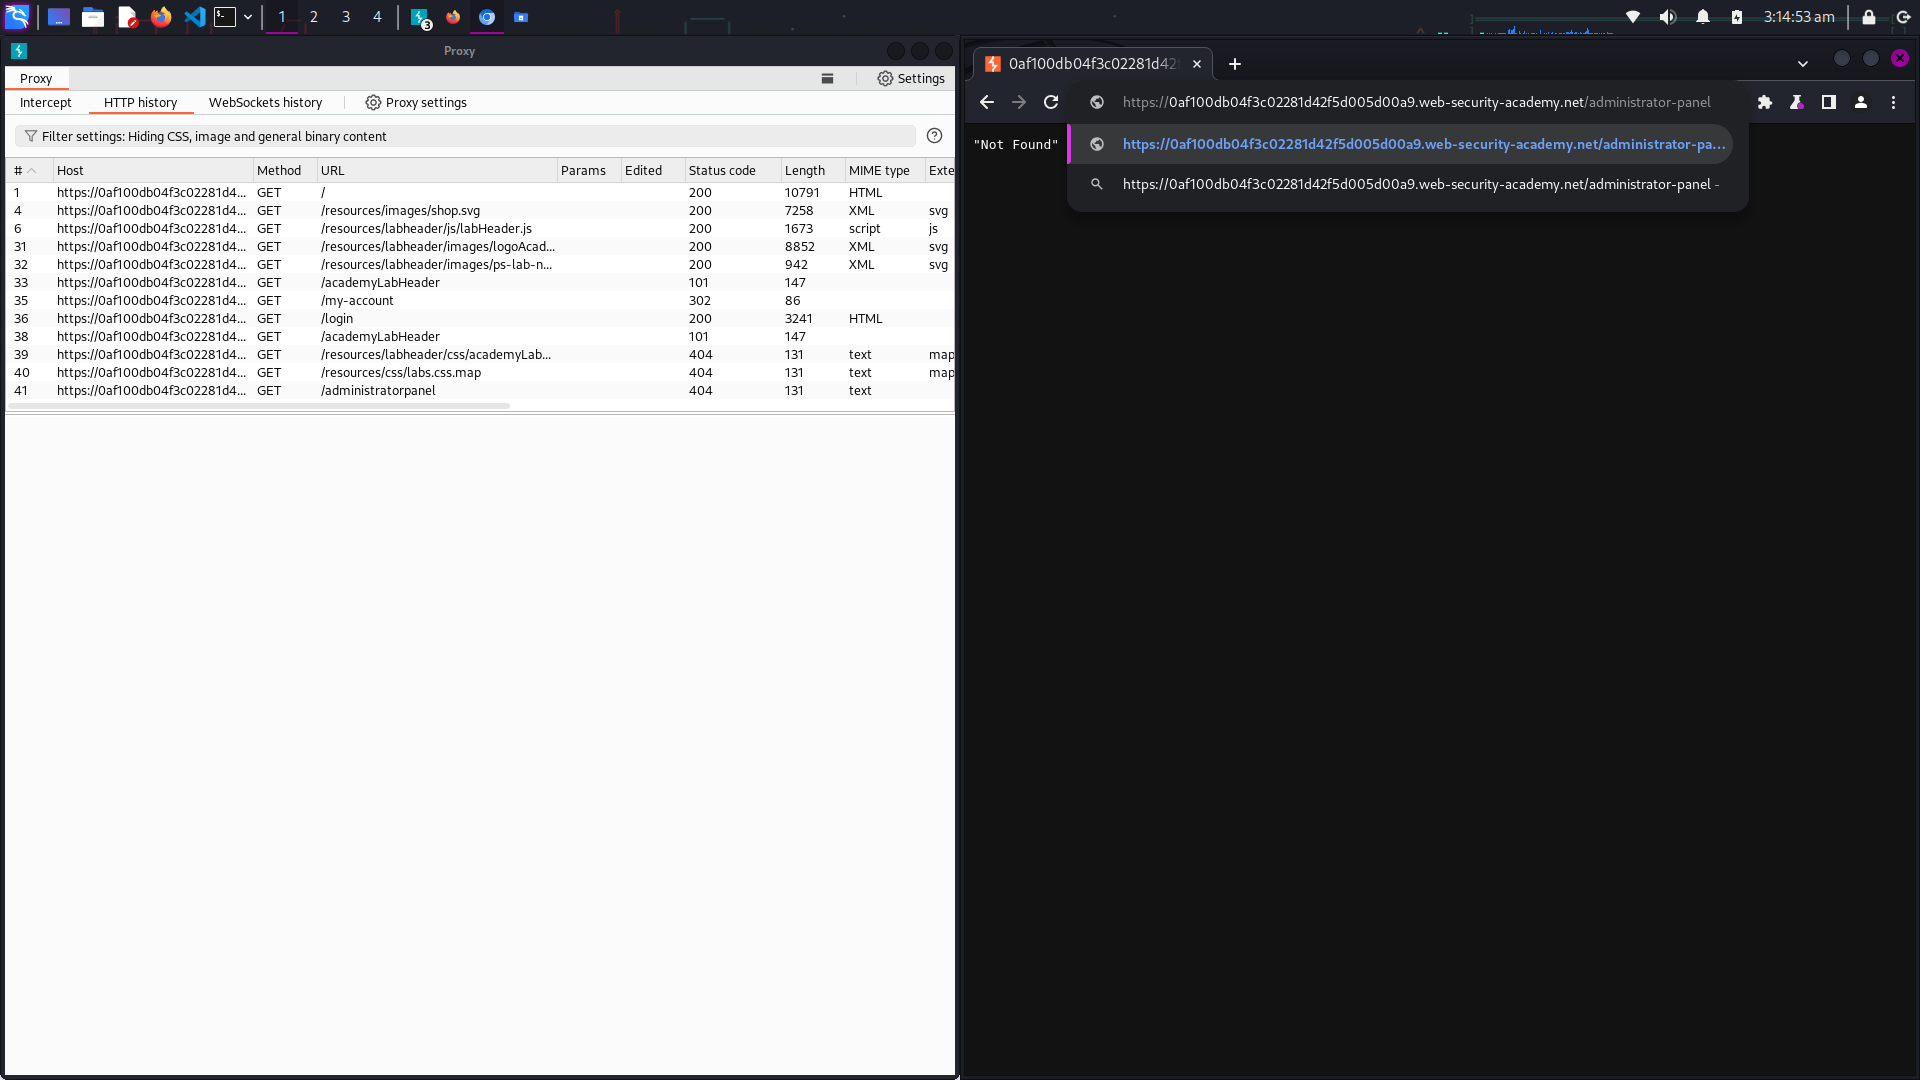 1 2 3 4 3 3:14:53 am
Proxy
Proxy Settings
Intercept HTTP history WebSockets history Proxy settings
Filter settings: Hiding CSS, image and general binary content
# Host Method URL Params Edited Status code Length MIME type Exte
1 https://0af100db04f3c02281d4... GET / 200 10791 HTML
4 https://0af100db04f3c02281d4... GET /resources/images/shop.svg 200 7258 XML svg
6 https://0af100db04f3c02281d4... GET /resources/labheader/js/labHeader.js 200 1673 script js
31 https://0af100db04f3c02281d4... GET /resources/labheader/images/logoAcad... 200 8852 XML svg
32 https://0af100db04f3c02281d4... GET /resources/labheader/images/ps-lab-n... 200 942 XML svg
33 https://0af100db04f3c02281d4... GET /academyLabHeader 101 147
35 https://0af100db04f3c02281d4... GET /my-account 302 86
36 https://0af100db04f3c02281d4... GET /login 200 3241 HTML
38 https://0af100db04f3c02281d4... GET /academyLabHeader 101 147
39 https://0af100db04f3c02281d4... GET /resources/labheader/css/academyLab... 404 131 text map
40 https://0af100db04f3c02281d4... GET /resources/css/labs.css.map 404 131 text map
41 https://0af100db04f3c02281d4... GET /administratorpanel 404 131 text
0af100db04f3c02281d42
https://0af100db04f3c02281d42f5d005d00a9.web-security-academy.net/administrator-panel
"Not Found"
https://0af100db04f3c02281d42f5d005d00a9.web-security-academy.net/administrator-pa...
https://0af100db04f3c02281d42f5d005d00a9.web-security-academy.net/administrator-panel -